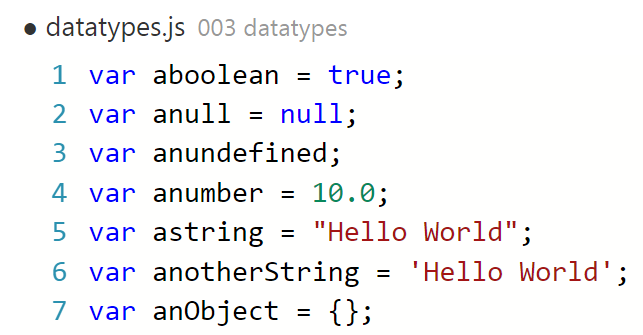 ● datatypes.js 003 datatypes
1 var aboolean = true;
2 var anull = null;
3 var anundefined;
4 var anumber = 10.0;
5 var astring = "Hello World";
6 var anotherString = 'Hello World';
7 var anObject = {};